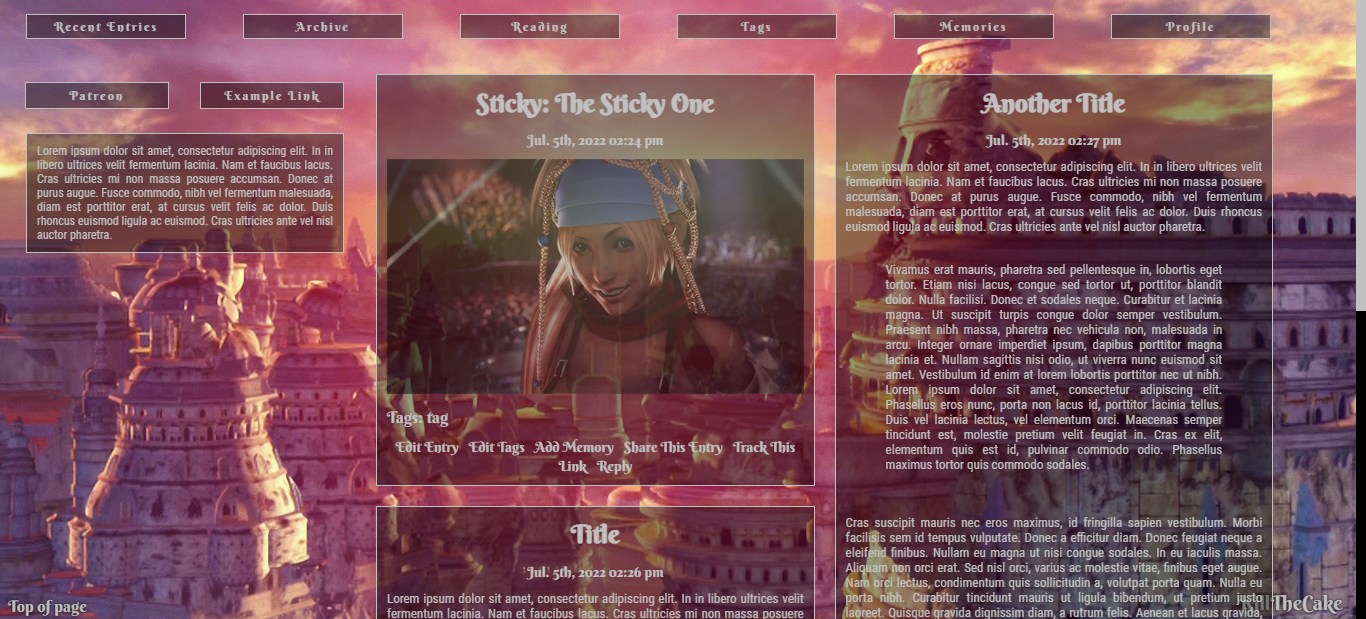 Recent Entries
Archive
Reading
Tags
Memories
Profile
Patreon
Example Link
Lorem ipsum dolor sit amet, consectetur adipiscing elit. In in
libero ultrices velit fermentum lacinia. Nam et faucibus lacus.
Cras ultricies mi non massa posuere accumsan. Donec at
purus augue. Fusce commodo, nibh vel fermentum malesuada,
diam est porttitor erat, at cursus velit felis ac dolor. Duis
rhoncus euismod ligula ac euismod. Cras ultricies ante vel nisl
auctor pharetra.
Sticky: The Sticky One
Jul. 5th, 2022 02:24 pm
Tags: tag
Edit Entry Edit Tags Add Memory Share This Entry Track This
Link Reply
Title
Jul. 5th, 2022 02:26 pm
Lorem ipsum dolor sit amet, consectetur adipiscing elit. In in
libero ultrices velit fermentum lacinia. Nam et faucibus lacus. Cras ultricies mi non massa posuere
Another Title
Jul. 5th, 2022 02:27 pm
Lorem ipsum dolor sit amet, consectetur adipiscing elit. In in libero ultrices velit
fermentum lacinia. Nam et faucibus lacus. Cras ultricies mi non massa posuere
accumsan. Donec at purus augue. Fusce commodo, nibh vel fermentum
malesuada, diam est porttitor erat, at cursus velit felis ac dolor. Duis rhoncus
euismod ligula ac euismod. Cras ultricies ante vel nisl auctor pharetra.
Vivamus erat mauris, pharetra sed pellentesque in, lobortis eget
tortor. Etiam nisi lacus, congue sed tortor ut, porttitor blandit
dolor. Nulla facilisi. Donec et sodales neque. Curabitur et lacinia
magna. Ut suscipit turpis congue dolor semper vestibulum.
Praesent nibh massa, pharetra nec vehicula non, malesuada in
arcu. Integer ornare imperdiet ipsum, dapibus porttitor magna
lacinia et. Nullam sagittis nisi odio, ut viverra nunc euismod sit
amet. Vestibulum id enim at lorem lobortis porttitor nec ut nibh.
Lorem ipsum dolor sit amet, consectetur adipiscing elit.
Phasellus eros nunc, porta non lacus id, porttitor lacinia tellus.
Duis vel lacinia lectus, vel elementum orci. Maecenas semper
tincidunt est, molestie pretium velit feugiat in. Cras ex elit,
elementum quis est id, pulvinar commodo odio. Phasellus
maximus tortor quis commodo sodales.
Cras suscipit mauris nec eros maximus, id fringilla sapien vestibulum. Morbi
facilisis sem id tempus vulputate. Donec a efficitur diam. Donec feugiat neque a
eleifend finibus. Nullam eu magna ut nisi congue sodales. In eu iaculis massa.
Aliquam non orci erat. Sed nisl orci, varius ac molestie vitae, finibus eget augue.
Nam orci lectus, condimentum quis sollicitudin a, volutpat porta quam. Nulla eu
porta nibh. Curabitur tincidunt mauris ut ligula bibendum, ut pretium justo
laoreet. Quisque gravida dignissim diam, a rutrum felis. Aenean et lacus gravida,
Top of page
TheCake